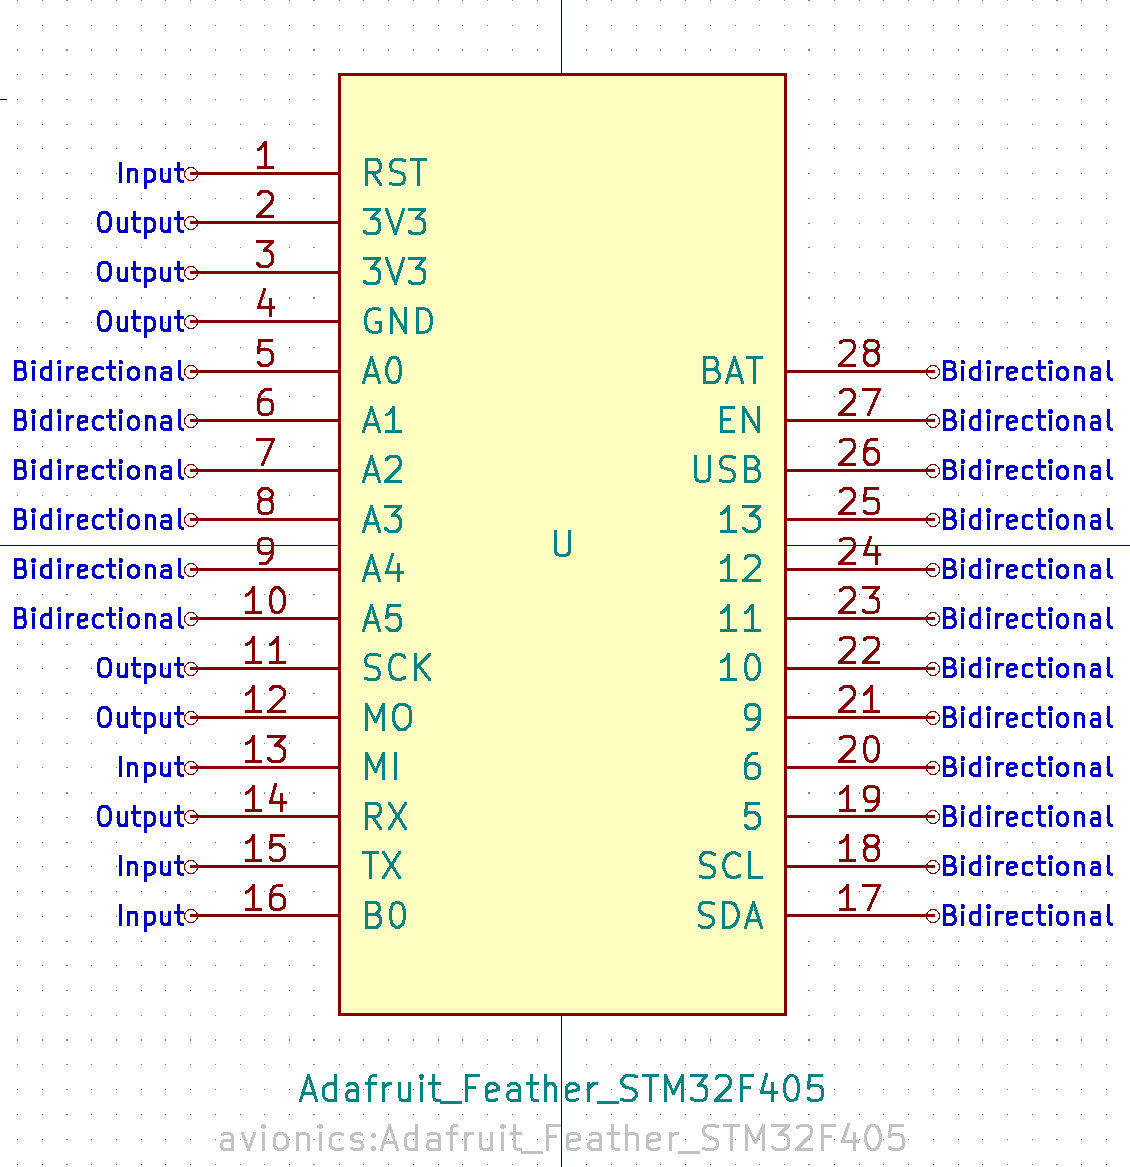 Input 1 RST
Output 2 3V3
Output 3 3V3
Output 4 GND
Bidirectional 5 A0 BAT 28 Bidirectional
Bidirectional 6 A1 EN 27 Bidirectional
Bidirectional 7 A2 USB 26 Bidirectional
Bidirectional 8 A3 13 25 Bidirectional
U
Bidirectional 9 A4 12 24 Bidirectional
Bidirectional 10 A5 11 23 Bidirectional
Output 11 SCK 10 22 Bidirectional
Output 12 MO 9 21 Bidirectional
Input 13 MI 6 20 Bidirectional
Output 14 RX 5 19 Bidirectional
Input 15 TX SCL 18 Bidirectional
Input 16 B0 SDA 17 Bidirectional
Adafruit_Feather_STM32F405
avionics:Adafruit_Feather_STM32F405